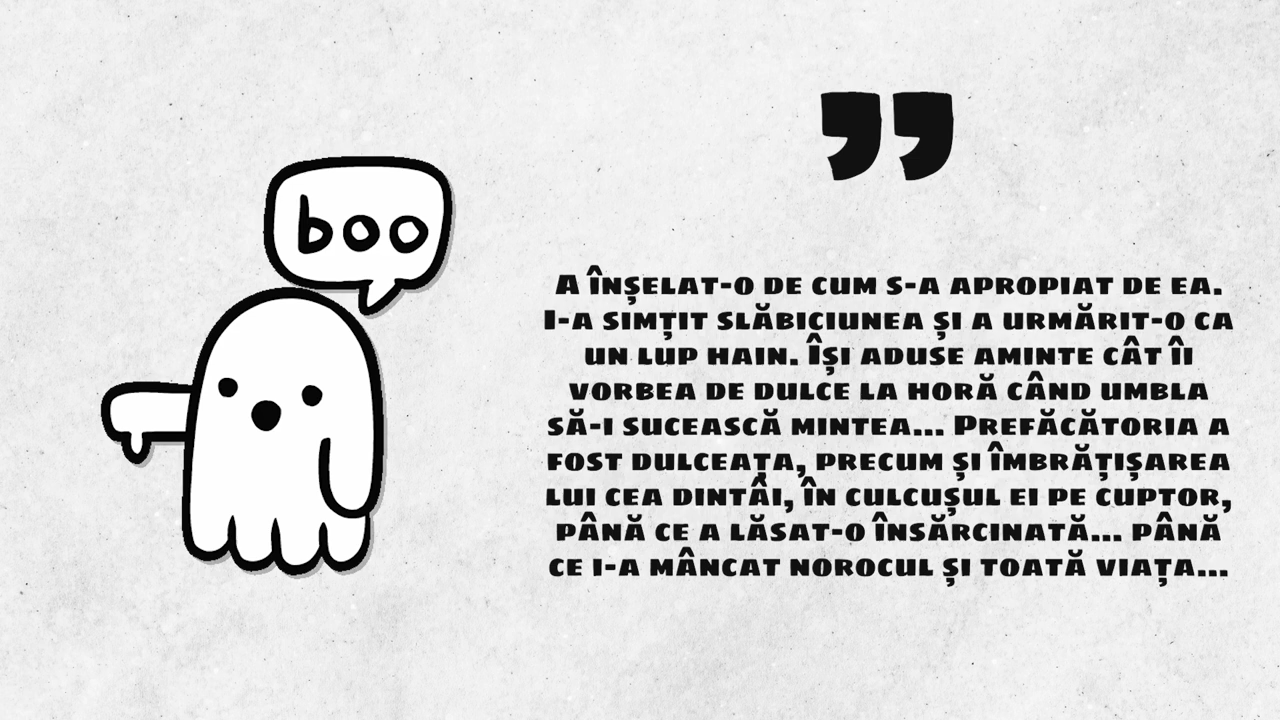 boo
”
A înșelat-o de cum s-a apropiat de ea.
I-a simțit slăbiciunea și a urmărit-o ca
un lup hain. Își aduse aminte cât îi
vorbea de dulce la horă când umbla
să-i sucească mintea... Prefăcătoria a
fost dulceața, precum și îmbrățișarea
lui cea dintâi, în culcușul ei pe cuptor,
până ce a lăsat-o însărcinată... până
ce i-a mâncat norocul și toată viața...